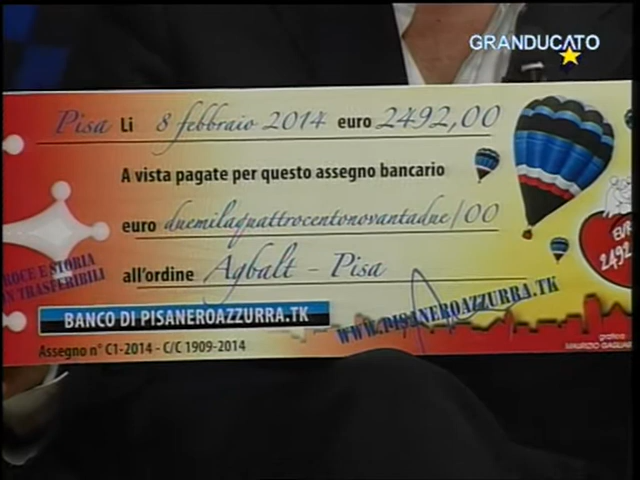 GRANDUCATO
Pisa Li 8 febbraio 2014 euro 2492,00
A vista pagate per questo assegno bancario
euro duemilaquattrocentonovantadue/00
all'ordine Agbalt - Pisa
CROCE E STORIA
NON TRASFERIBILI
BANCO DI PISANEROAZZURRA.TK
WWW.PISANEROAZZURRA.TK
Assegno n° C1-2014 - C/C 1909-2014
2492
grafica
MAURIZIO